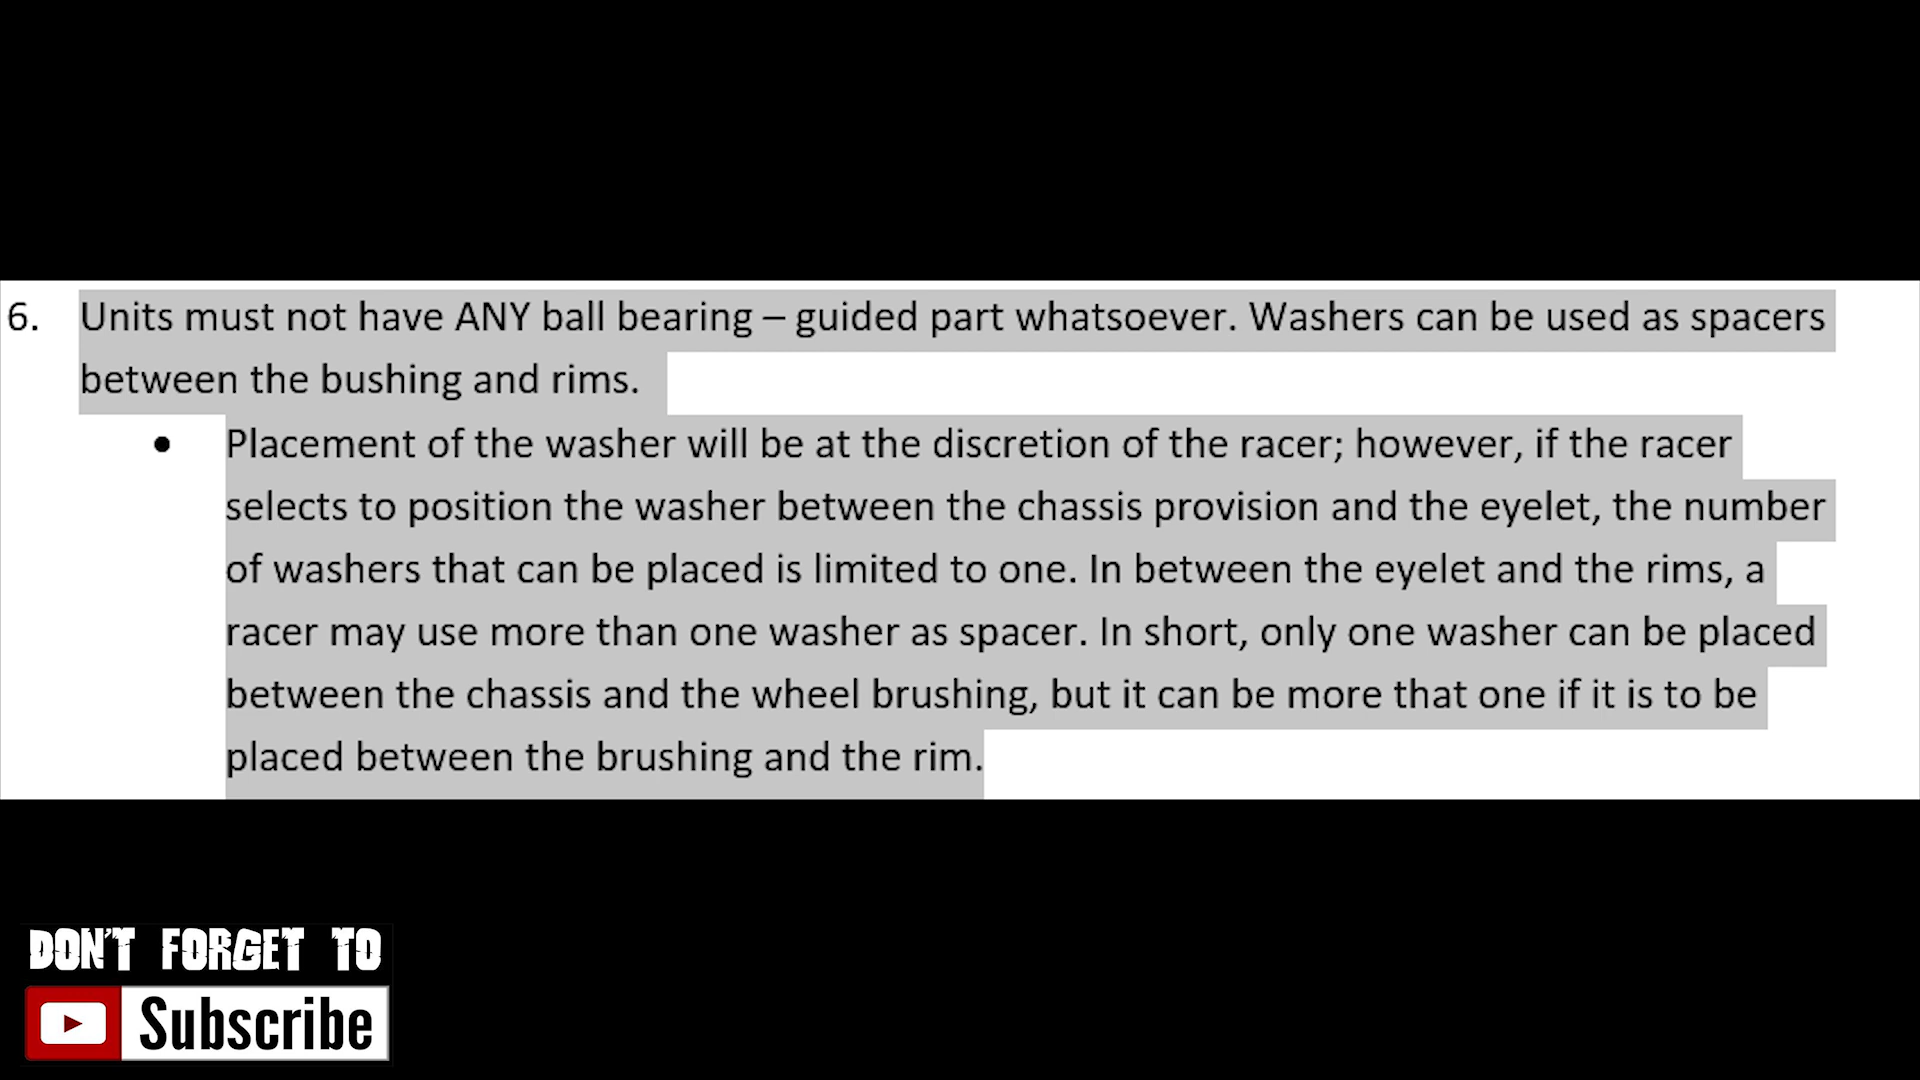 6. Units must not have ANY ball bearing – guided part whatsoever. Washers can be used as spacers
between the bushing and rims.
• Placement of the washer will be at the discretion of the racer; however, if the racer
selects to position the washer between the chassis provision and the eyelet, the number
of washers that can be placed is limited to one. In between the eyelet and the rims, a
racer may use more than one washer as spacer. In short, only one washer can be placed
between the chassis and the wheel brushing, but it can be more that one if it is to be
placed between the brushing and the rim.
DON'T FORGET TO
Subscribe